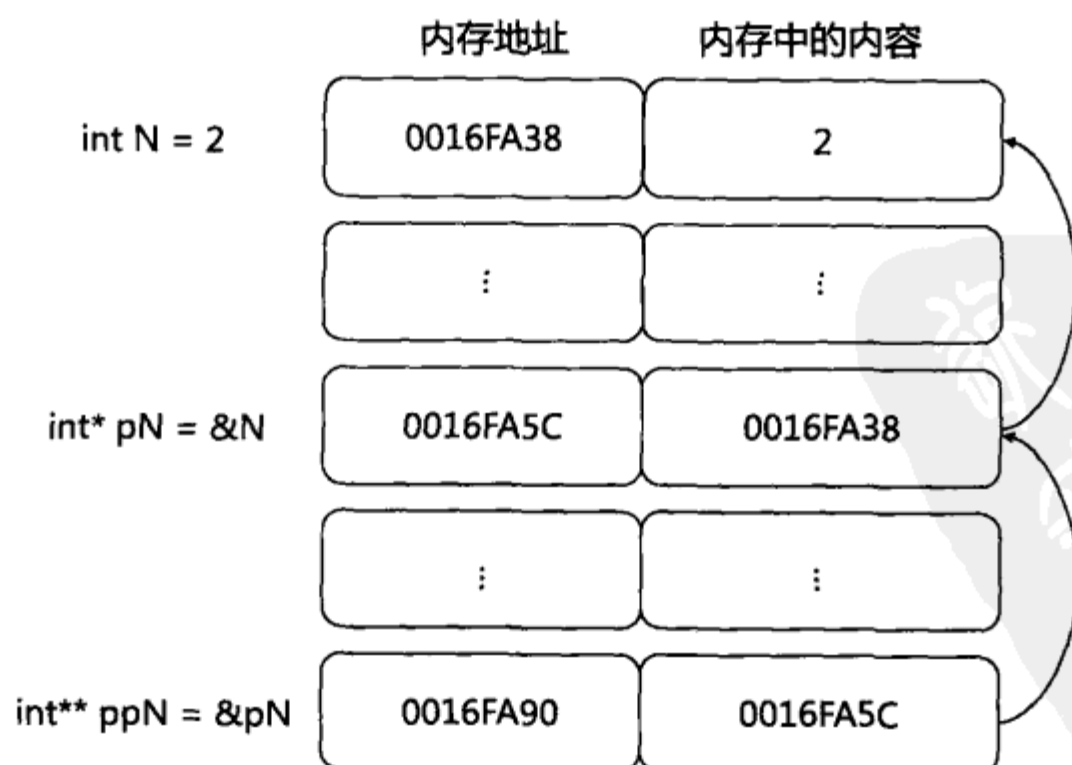 内存地址 内存中的内容
int N = 2 0016FA38 2
⋮ ⋮
int* pN = &N 0016FA5C 0016FA38
⋮ ⋮
int** ppN = &pN 0016FA90 0016FA5C